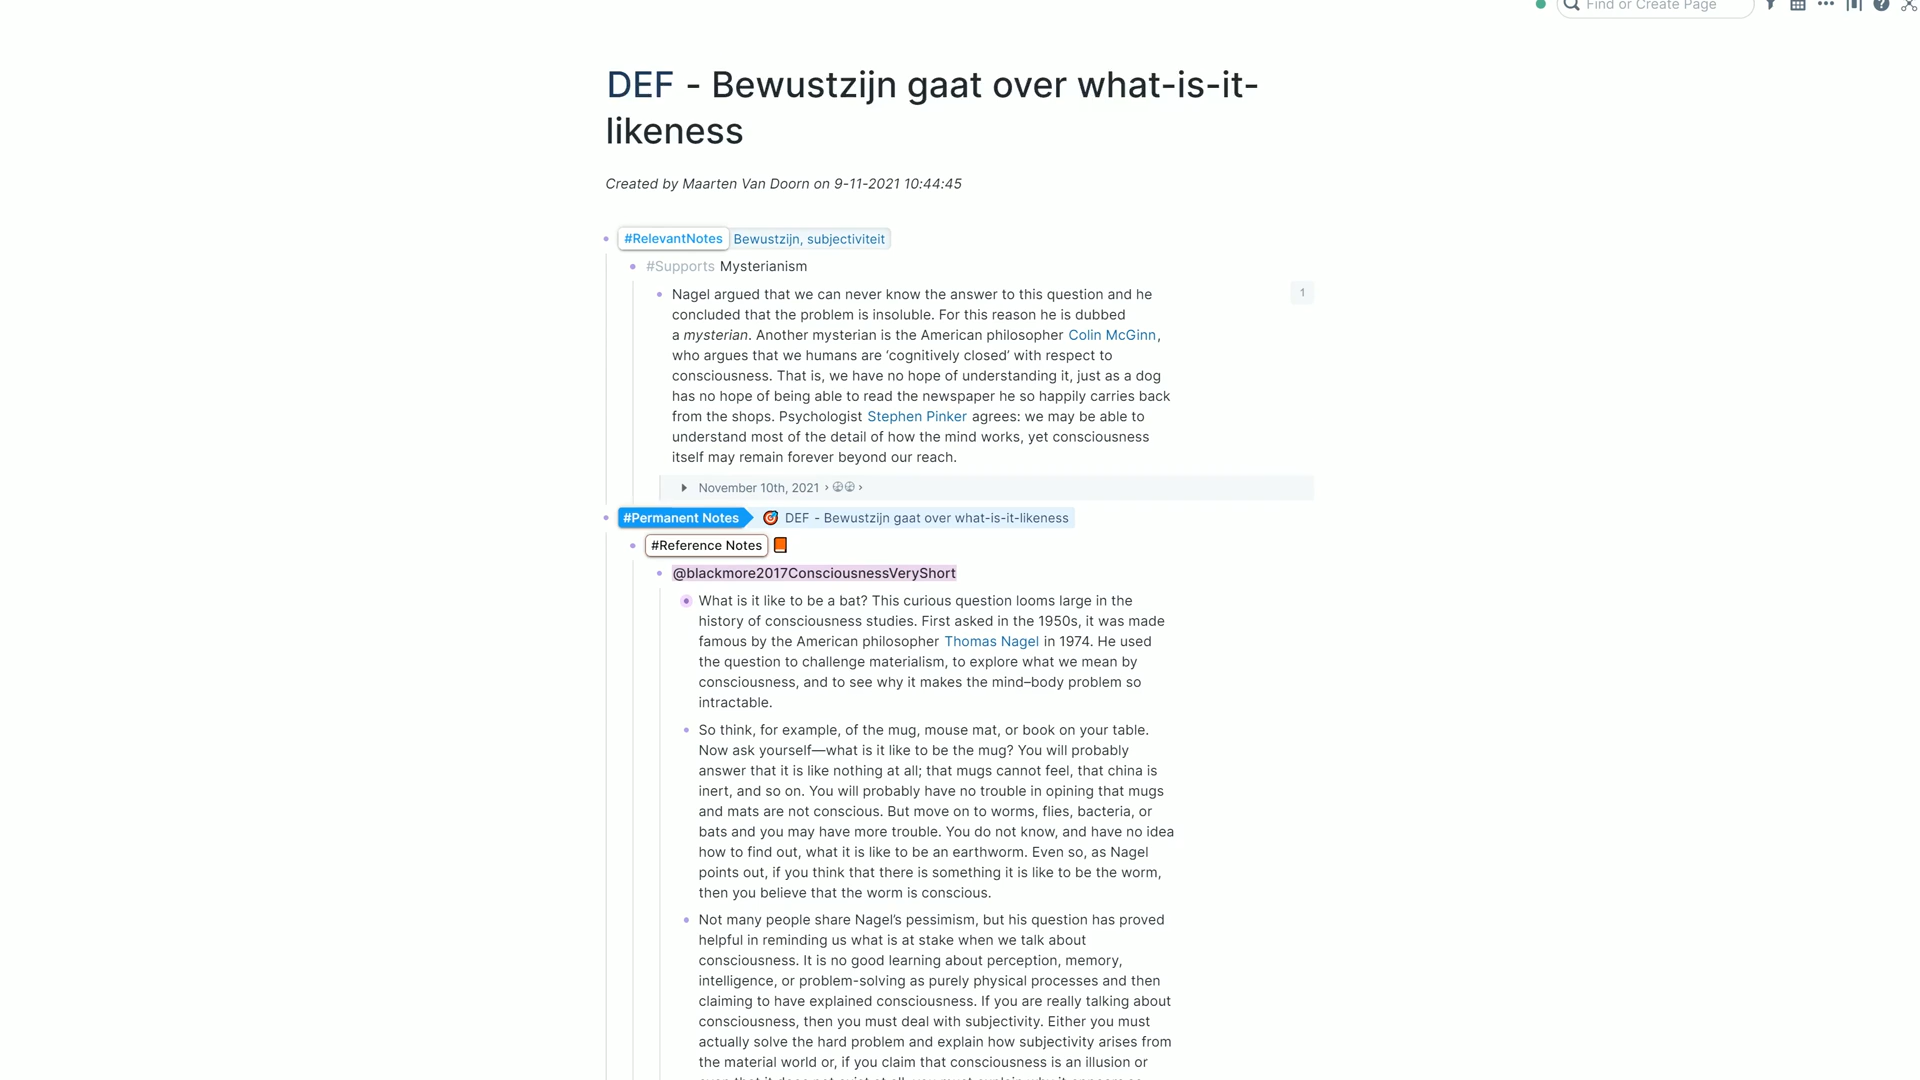 Find or Create Page
DEF - Bewustzijn gaat over what-is-it-
likeness
Created by Maarten Van Doorn on 9-11-2021 10:44:45
#RelevantNotes Bewustzijn, subjectiviteit
#Supports Mysterianism
Nagel argued that we can never know the answer to this question and he
1
concluded that the problem is insoluble. For this reason he is dubbed
a mysterian. Another mysterian is the American philosopher Colin McGinn,
who argues that we humans are ‘cognitively closed’ with respect to
consciousness. That is, we have no hope of understanding it, just as a dog
has no hope of being able to read the newspaper he so happily carries back
from the shops. Psychologist Stephen Pinker agrees: we may be able to
understand most of the detail of how the mind works, yet consciousness
itself may remain forever beyond our reach.
November 10th, 2021 › ›
#Permanent Notes DEF - Bewustzijn gaat over what-is-it-likeness
#Reference Notes
@blackmore2017ConsciousnessVeryShort
What is it like to be a bat? This curious question looms large in the
history of consciousness studies. First asked in the 1950s, it was made
famous by the American philosopher Thomas Nagel in 1974. He used
the question to challenge materialism, to explore what we mean by
consciousness, and to see why it makes the mind–body problem so
intractable.
So think, for example, of the mug, mouse mat, or book on your table.
Now ask yourself—what is it like to be the mug? You will probably
answer that it is like nothing at all; that mugs cannot feel, that china is
inert, and so on. You will probably have no trouble in opining that mugs
and mats are not conscious. But move on to worms, flies, bacteria, or
bats and you may have more trouble. You do not know, and have no idea
how to find out, what it is like to be an earthworm. Even so, as Nagel
points out, if you think that there is something it is like to be the worm,
then you believe that the worm is conscious.
Not many people share Nagel’s pessimism, but his question has proved
helpful in reminding us what is at stake when we talk about
consciousness. It is no good learning about perception, memory,
intelligence, or problem-solving as purely physical processes and then
claiming to have explained consciousness. If you are really talking about
consciousness, then you must deal with subjectivity. Either you must
actually solve the hard problem and explain how subjectivity arises from
the material world or, if you claim that consciousness is an illusion or